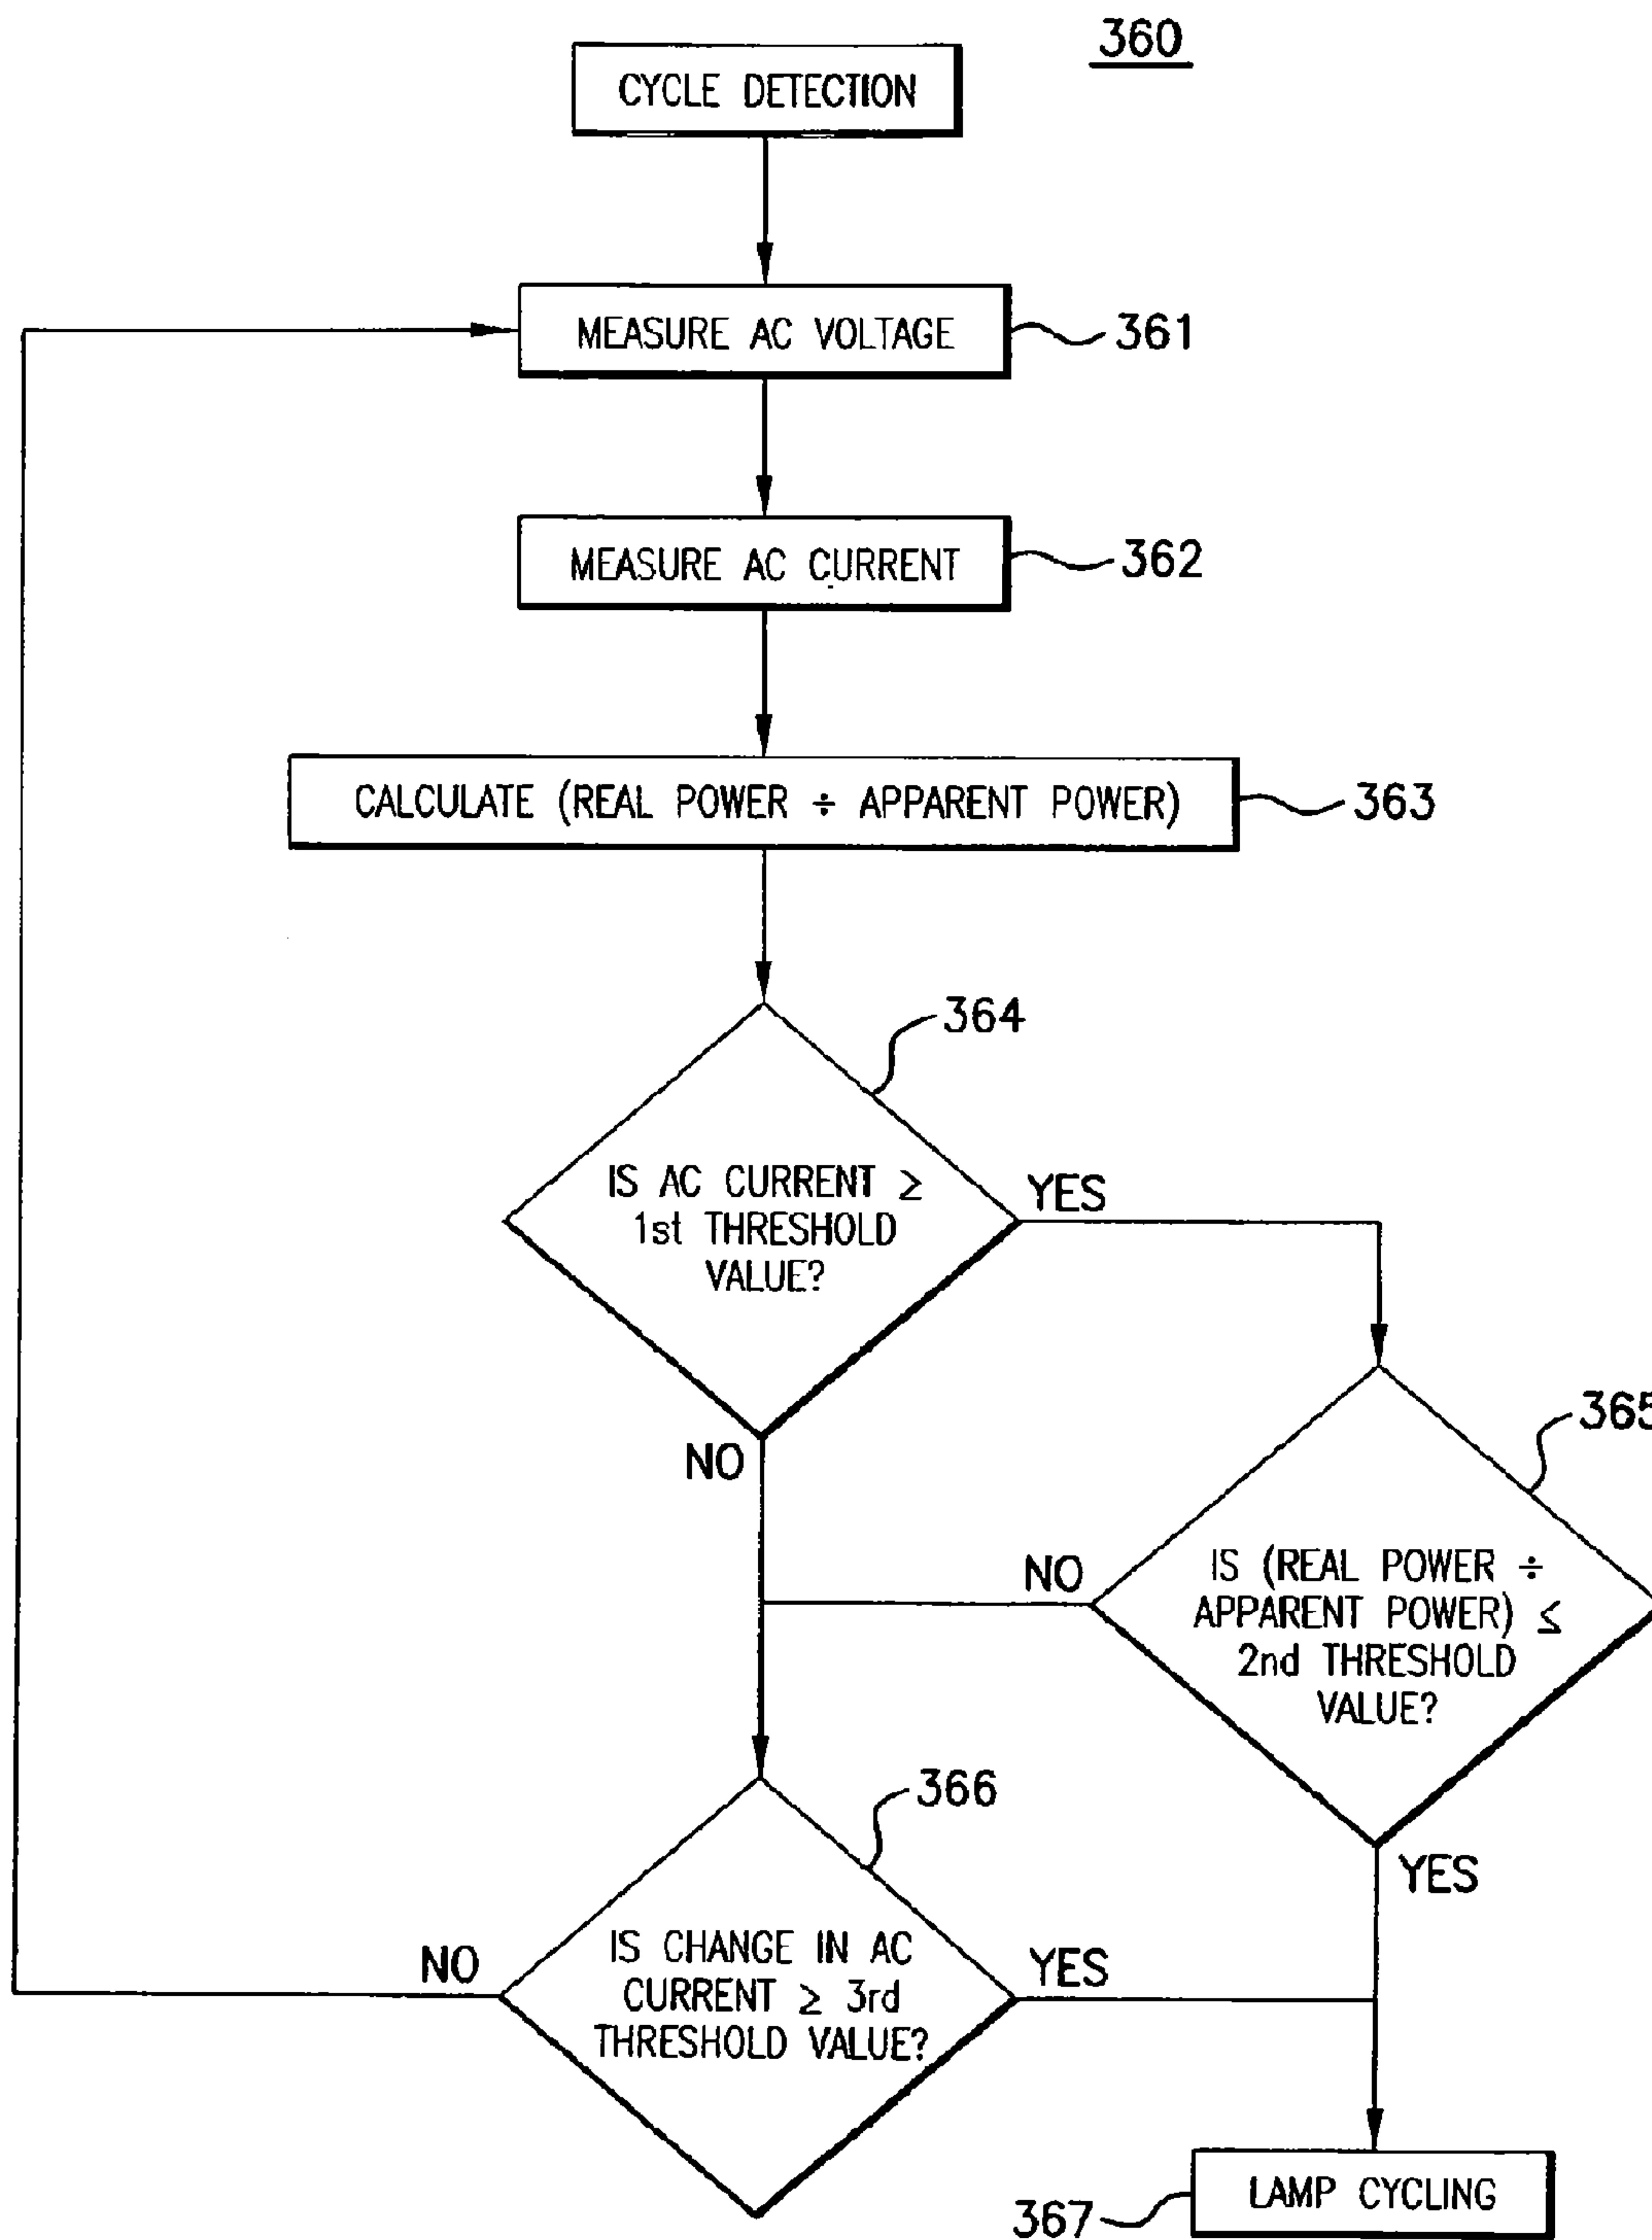 360
CYCLE DETECTION
MEASURE AC VOLTAGE
361
MEASURE AC CURRENT
362
CALCULATE (REAL POWER ÷ APPARENT POWER)
363
364
IS AC CURRENT ≥
1st THRESHOLD
VALUE?
YES
NO
365
IS (REAL POWER ÷
APPARENT POWER) ≤
2nd THRESHOLD
VALUE?
NO
YES
366
IS CHANGE IN AC
CURRENT ≥ 3rd
THRESHOLD VALUE?
NO
YES
LAMP CYCLING
367